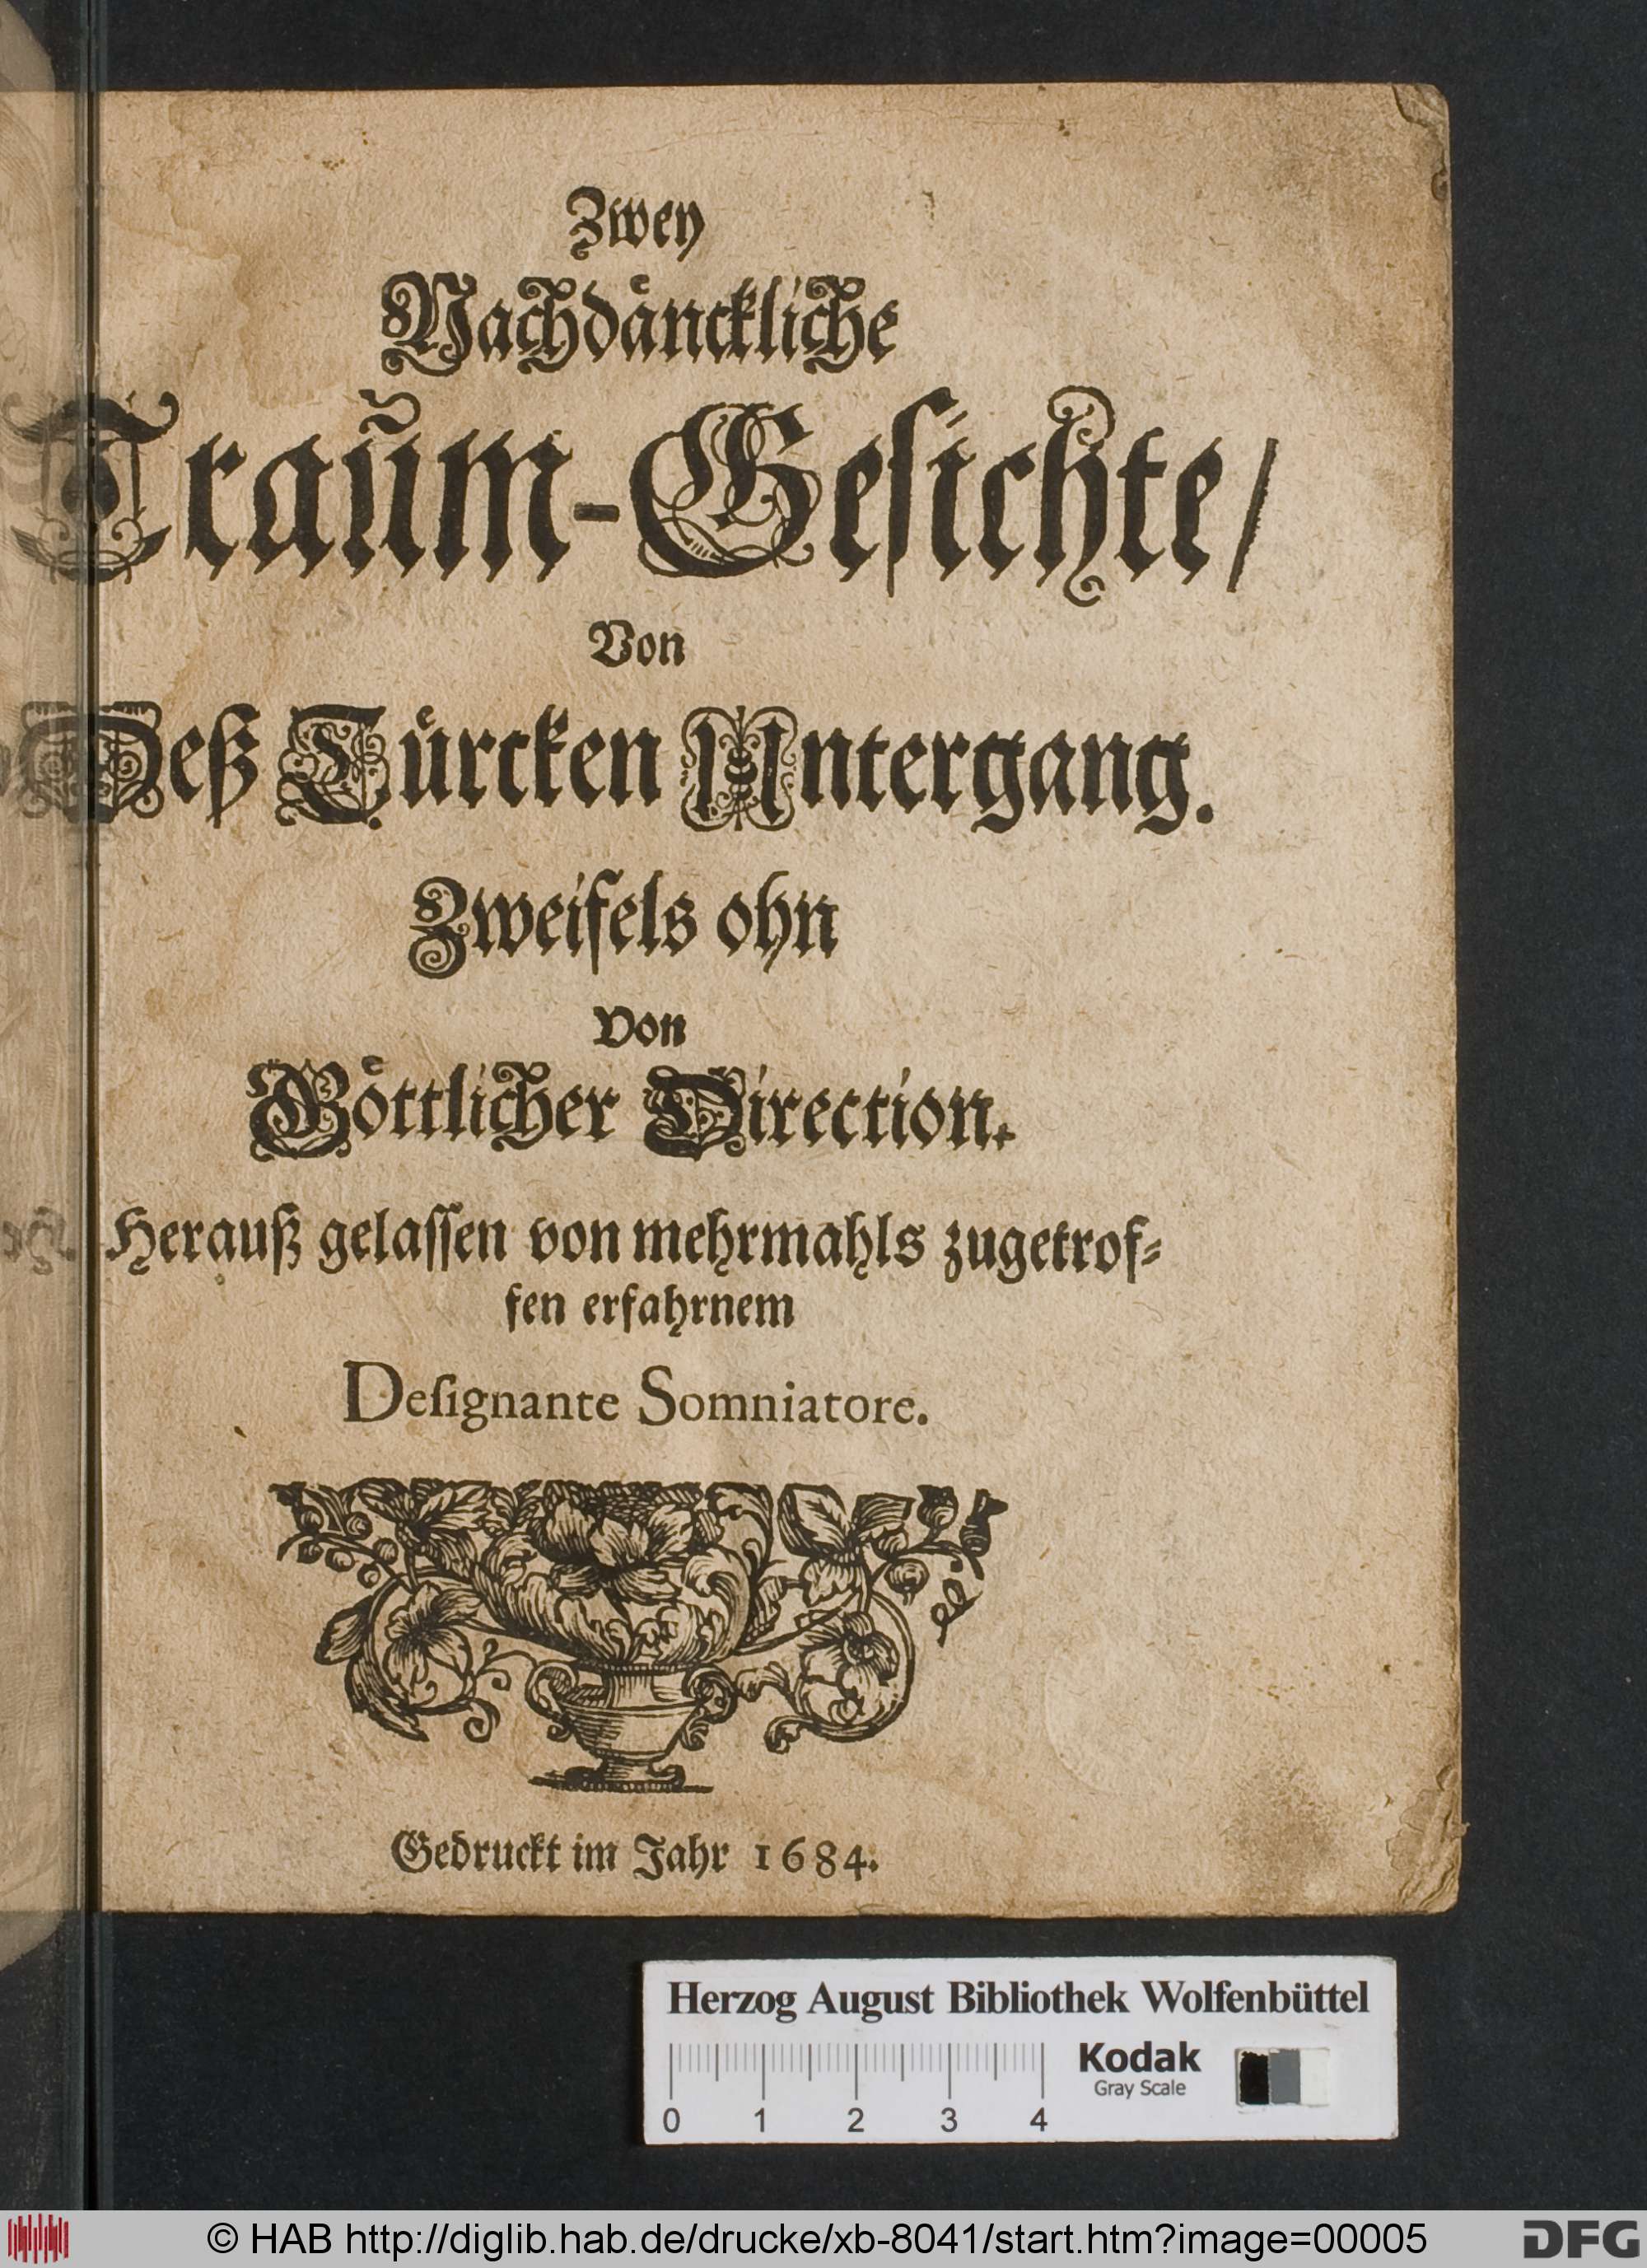 Zwey
Nachdänckliche
Traŭm-Gesichte/
Von
Deß Türcken Untergang.
Zweifels ohn
Von
Göttlicher Direction.
Herauß gelassen von mehrmahls zugetrof-
fen erfahrnem
Deſignante Somniatore.
Gedruckt im Jahr 1684.
Herzog August Bibliothek Wolfenbüttel
Kodak
Gray Scale
0 1 2 3 4
© HAB http://diglib.hab.de/drucke/xb-8041/start.htm?image=00005
DFG